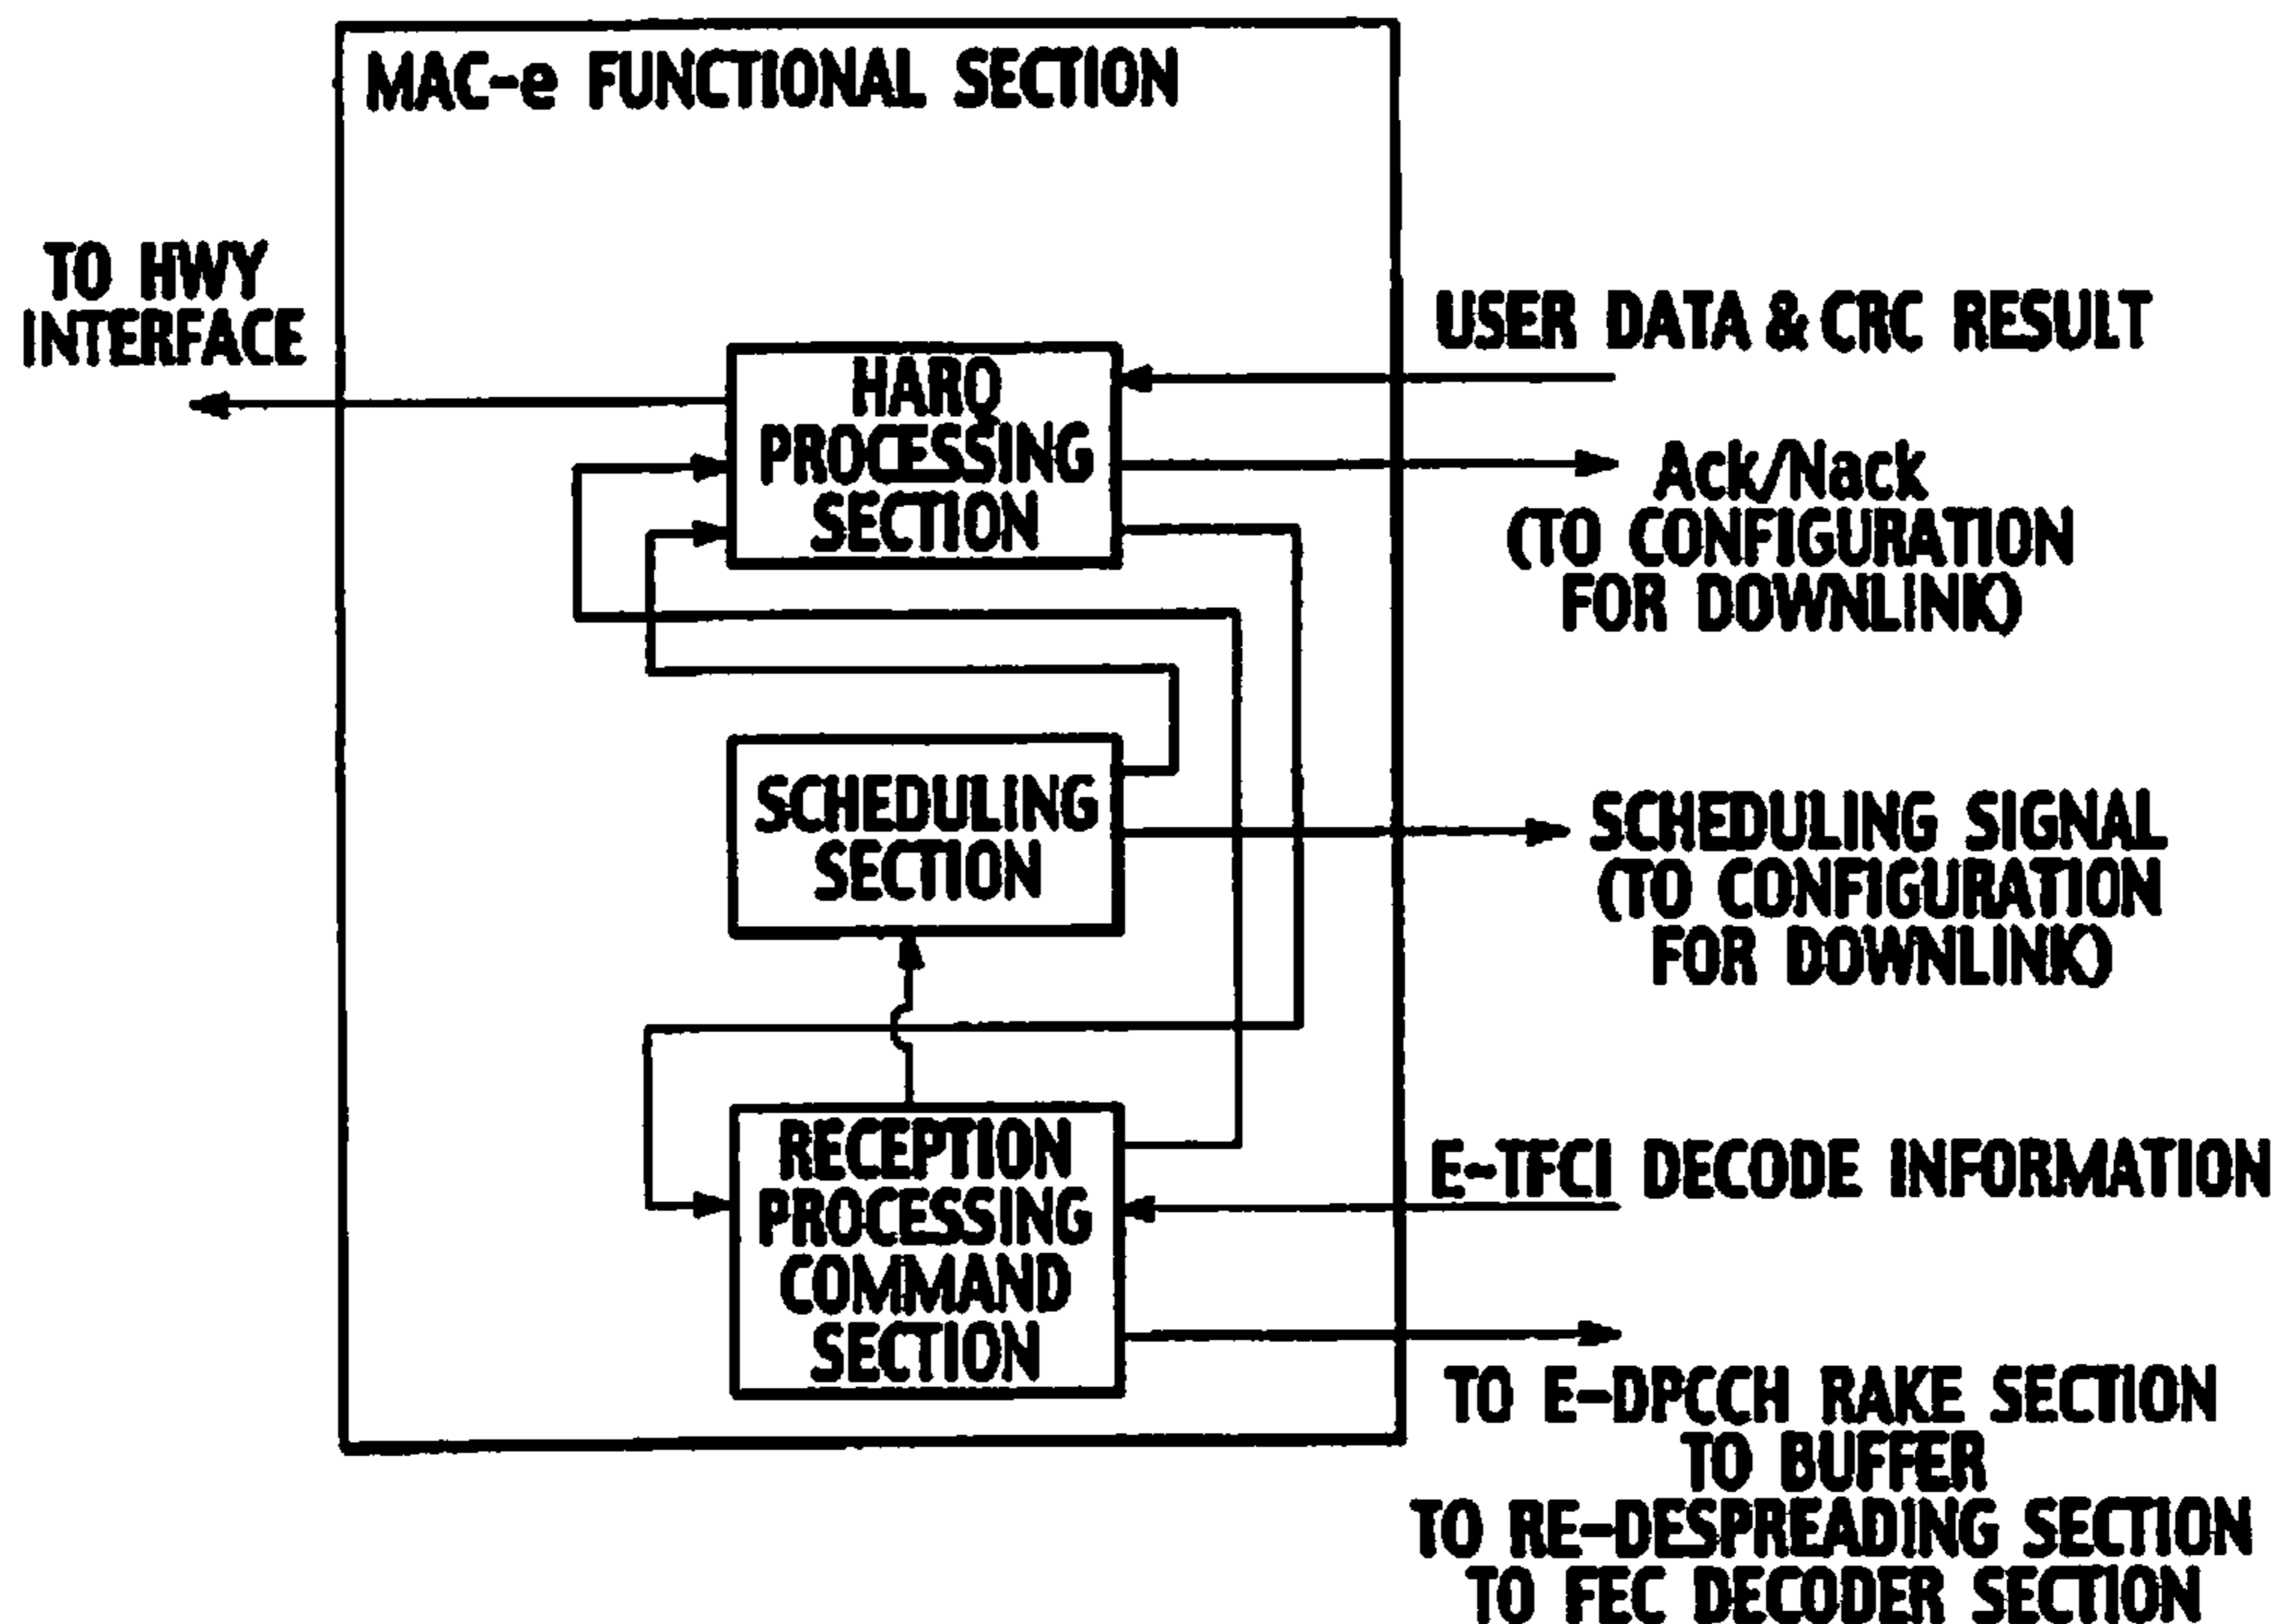 MAC-e FUNCTIONAL SECTION
TO HWY
INTERFACE
USER DATA & CRC RESULT
HARQ
PROCESSING
SECTION
Ack/Nack
(TO CONFIGURATION
FOR DOWNLINK)
SCHEDULING
SECTION
SCHEDULING SIGNAL
(TO CONFIGURATION
FOR DOWNLINK)
RECEPTION
PROCESSING
COMMAND
SECTION
E-TFCI DECODE INFORMATION
TO E-DPCCH RAKE SECTION
TO BUFFER
TO RE-DESPREADING SECTION
TO FEC DECODER SECTION